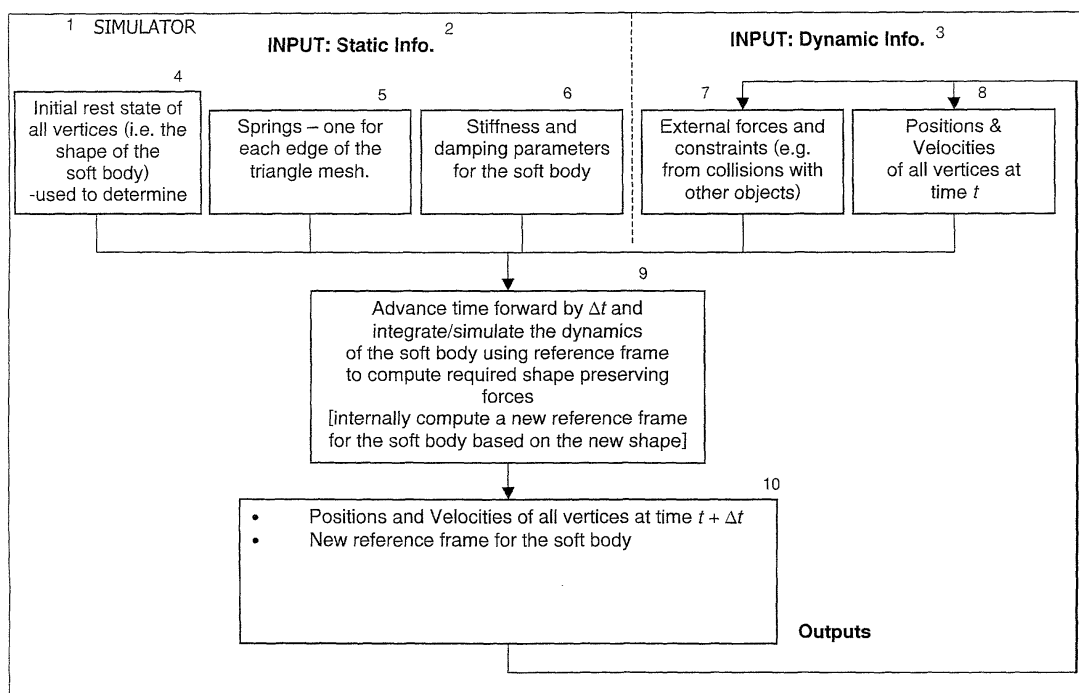 1 SIMULATOR
INPUT: Static Info. 2
INPUT: Dynamic Info. 3
4
Initial rest state of
all vertices (i.e. the
shape of the
soft body)
-used to determine
5
Springs – one for
each edge of the
triangle mesh.
6
Stiffness and
damping parameters
for the soft body
7
External forces and
constraints (e.g.
from collisions with
other objects)
8
Positions &
Velocities
of all vertices at
time t
9
Advance time forward by Δt and
integrate/simulate the dynamics
of the soft body using reference frame
to compute required shape preserving
forces
[internally compute a new reference frame
for the soft body based on the new shape]
10
• Positions and Velocities of all vertices at time t + Δt
• New reference frame for the soft body
Outputs